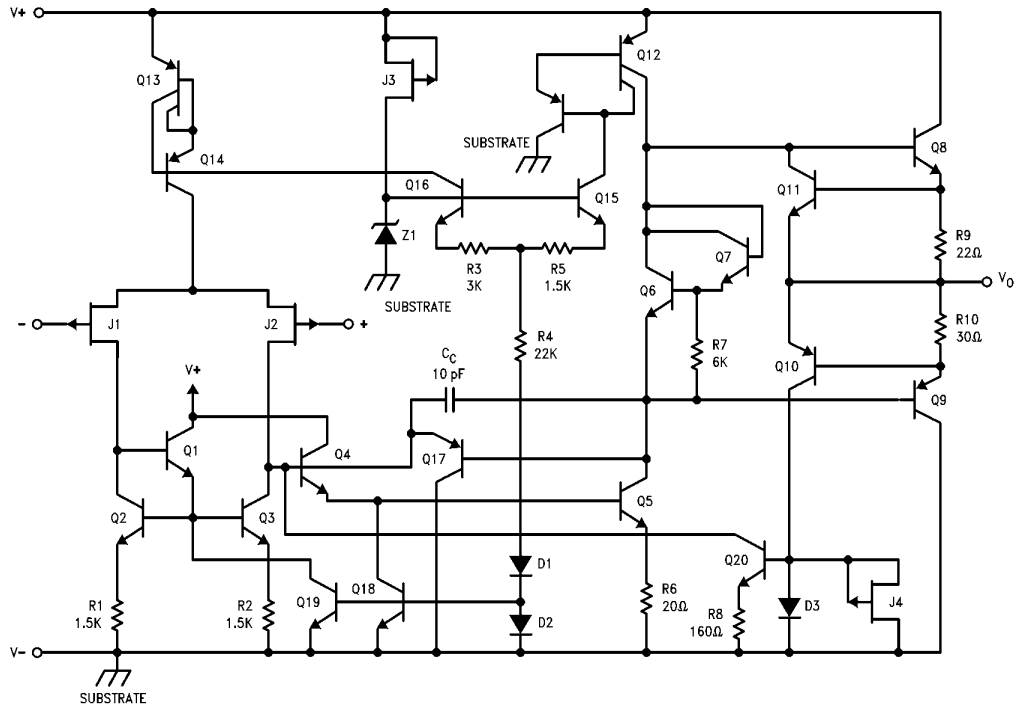 V+
Q13
J3
Q12
SUBSTRATE
Q14
Q8
Q16
Q15
Q11
Z1
R9
22Ω
R3
3K
R5
1.5K
Q7
SUBSTRATE
Q6
VO
-
J1
J2
+
R4
22K
R7
6K
R10
30Ω
V+
CC
10 pF
Q10
Q9
Q1
Q4
Q17
Q2
Q3
Q5
Q20
D1
R1
1.5K
R2
1.5K
Q19
Q18
D2
R6
20Ω
R8
160Ω
D3
J4
V-
SUBSTRATE